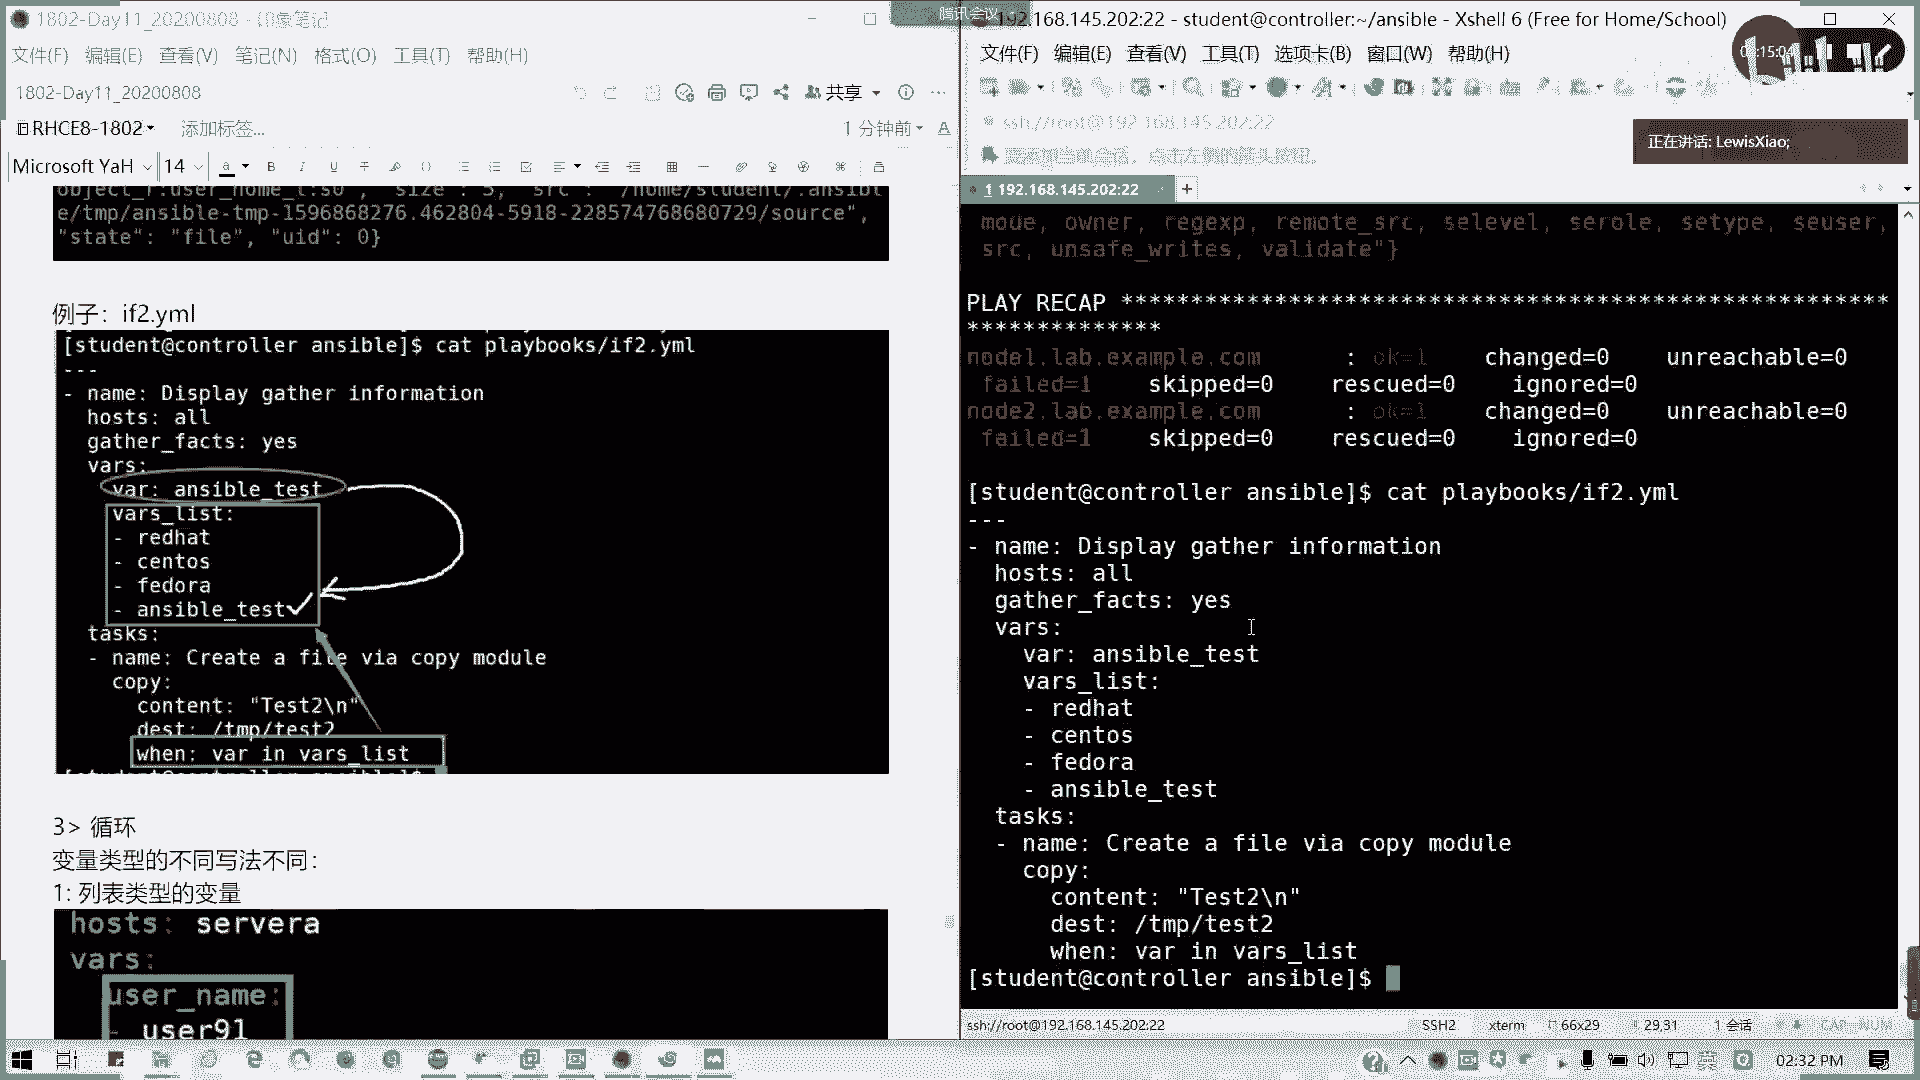 1802-Day11_20200808 - 印象笔记
文件(F) 编辑(E) 查看(V) 笔记(N) 格式(O) 工具(T) 帮助(H)
1802-Day11_20200808
共享
RHCE8-1802
添加标签...
1 分钟前
Microsoft YaH
14
object_r:user_home_t:s0", "size": 5, "src": "/home/student/.ansibl
e/tmp/ansible-tmp-1596868276.462804-5918-228574768680729/source",
"state": "file", "uid": 0}
例子：if2.yml
[student@controller ansible]$ cat playbooks/if2.yml
---
- name: Display gather information
hosts: all
gather_facts: yes
vars:
var: ansible_test
vars_list:
- redhat
- centos
- fedora
- ansible_test
tasks:
- name: Create a file via copy module
copy:
content: "Test2\n"
dest: /tmp/test2
when: var in vars_list
3> 循环
变量类型的不同写法不同：
1: 列表类型的变量
hosts: servera
vars:
user_name:
- user91
腾讯会议
192.168.145.202:22 - student@controller:~/ansible - Xshell 6 (Free for Home/School)
文件(F) 编辑(E) 查看(V) 工具(T) 选项卡(B) 窗口(W) 帮助(H)
15:04
ssh://root@192.168.145.202:22
要添加当前会话，点击左侧的箭头按钮。
正在讲话: LewisXiao;
1 192.168.145.202:22
mode, owner, regexp, remote_src, selevel, serole, setype, seuser,
src, unsafe_writes, validate"}
PLAY RECAP ********************************************************
**************
node1.lab.example.com : ok=1 changed=0 unreachable=0
failed=1 skipped=0 rescued=0 ignored=0
node2.lab.example.com : ok=1 changed=0 unreachable=0
failed=1 skipped=0 rescued=0 ignored=0
[student@controller ansible]$ cat playbooks/if2.yml
---
- name: Display gather information
hosts: all
gather_facts: yes
vars:
var: ansible_test
vars_list:
- redhat
- centos
- fedora
- ansible_test
tasks:
- name: Create a file via copy module
copy:
content: "Test2\n"
dest: /tmp/test2
when: var in vars_list
[student@controller ansible]$
ssh://root@192.168.145.202:22
SSH2
xterm
66x29
29,31
1 会话
CAP NUM
英
02:32 PM